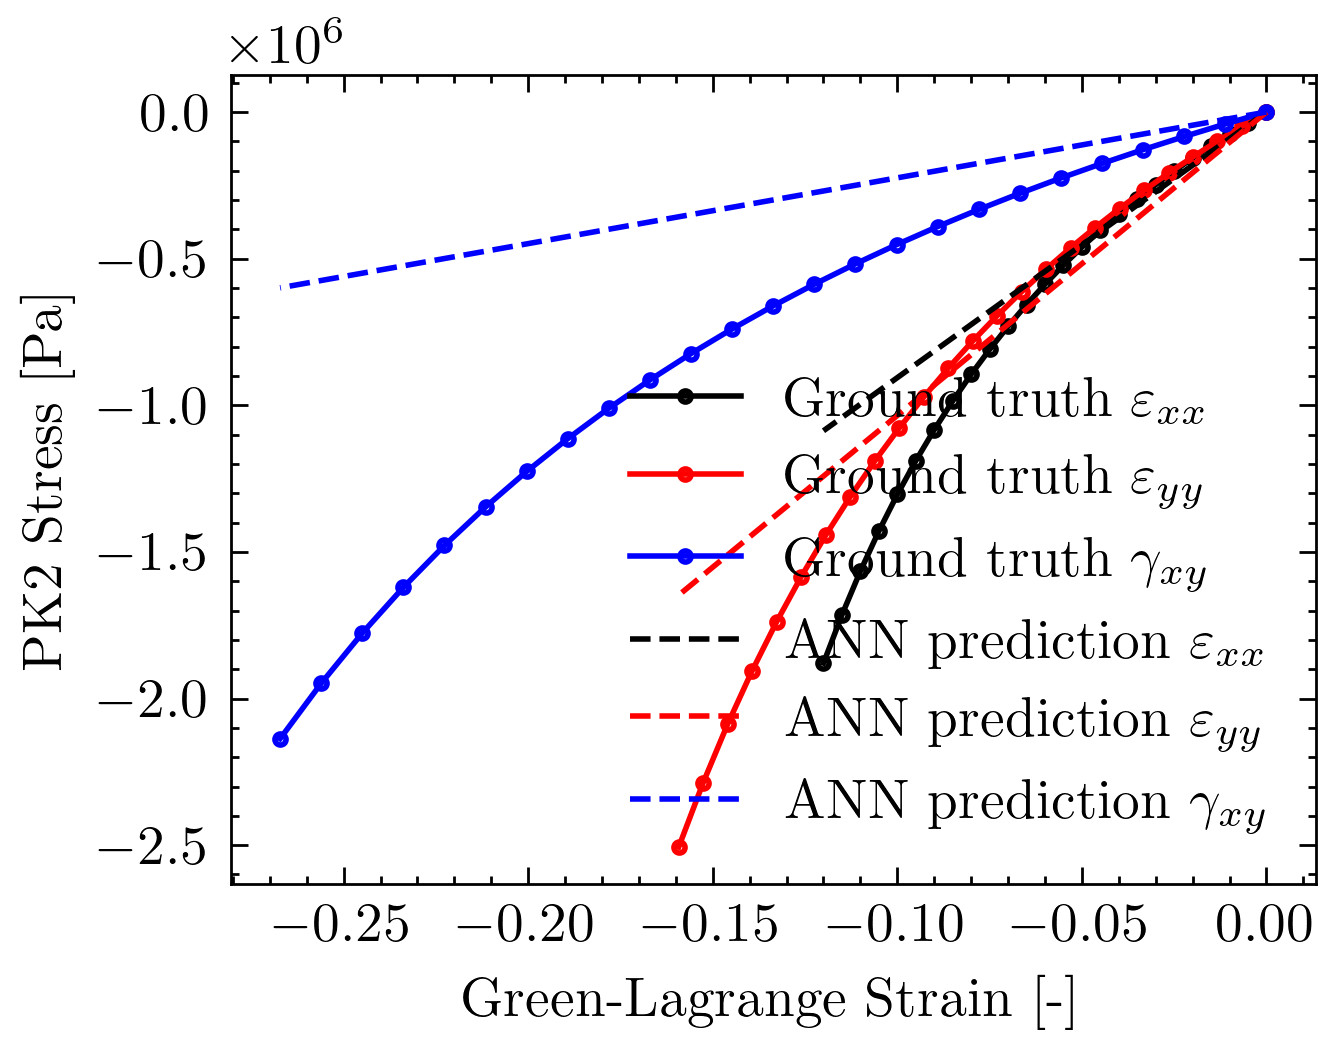 ×10⁶
0.0
−0.5
−1.0
−1.5
−2.0
−2.5
PK2 Stress [Pa]
Ground truth εxx
Ground truth εyy
Ground truth γxy
ANN prediction εxx
ANN prediction εyy
ANN prediction γxy
−0.25 −0.20 −0.15 −0.10 −0.05 0.00
Green-Lagrange Strain [-]